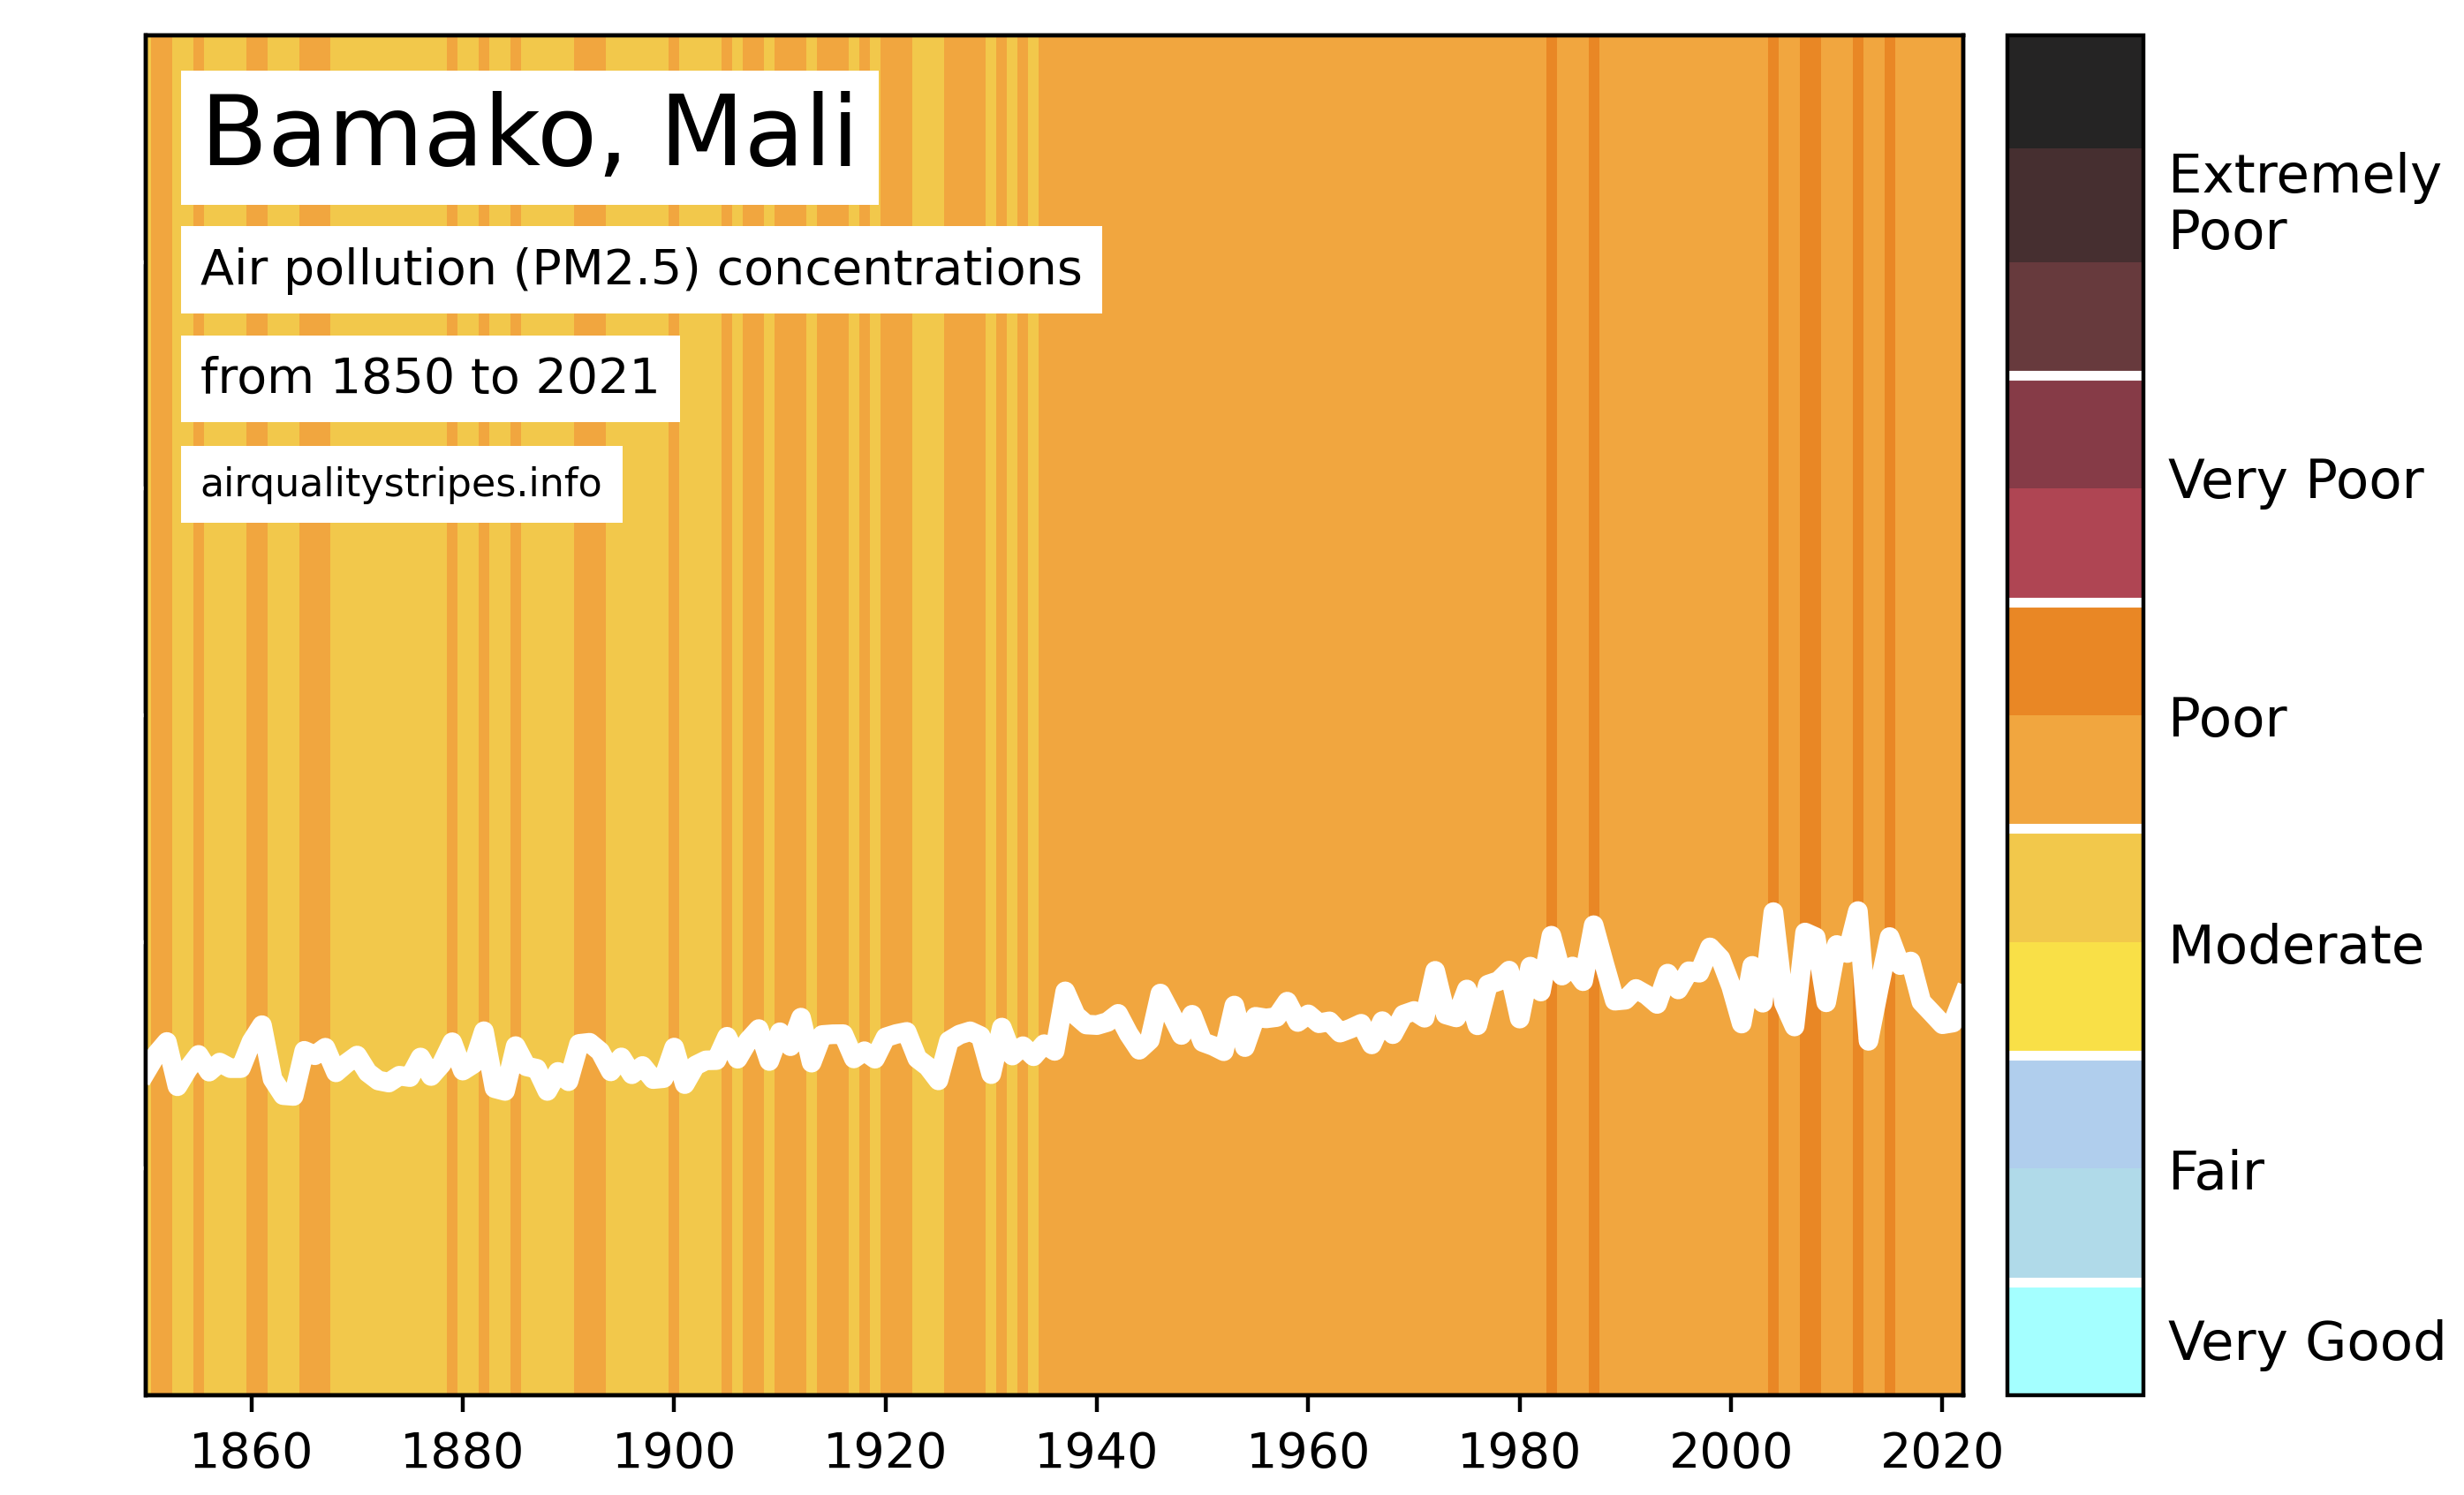 Bamako, Mali
Air pollution (PM2.5) concentrations
from 1850 to 2021
airqualitystripes.info
Extremely
Poor
Very Poor
Poor
Moderate
Fair
Very Good
1860 1880 1900 1920 1940 1960 1980 2000 2020